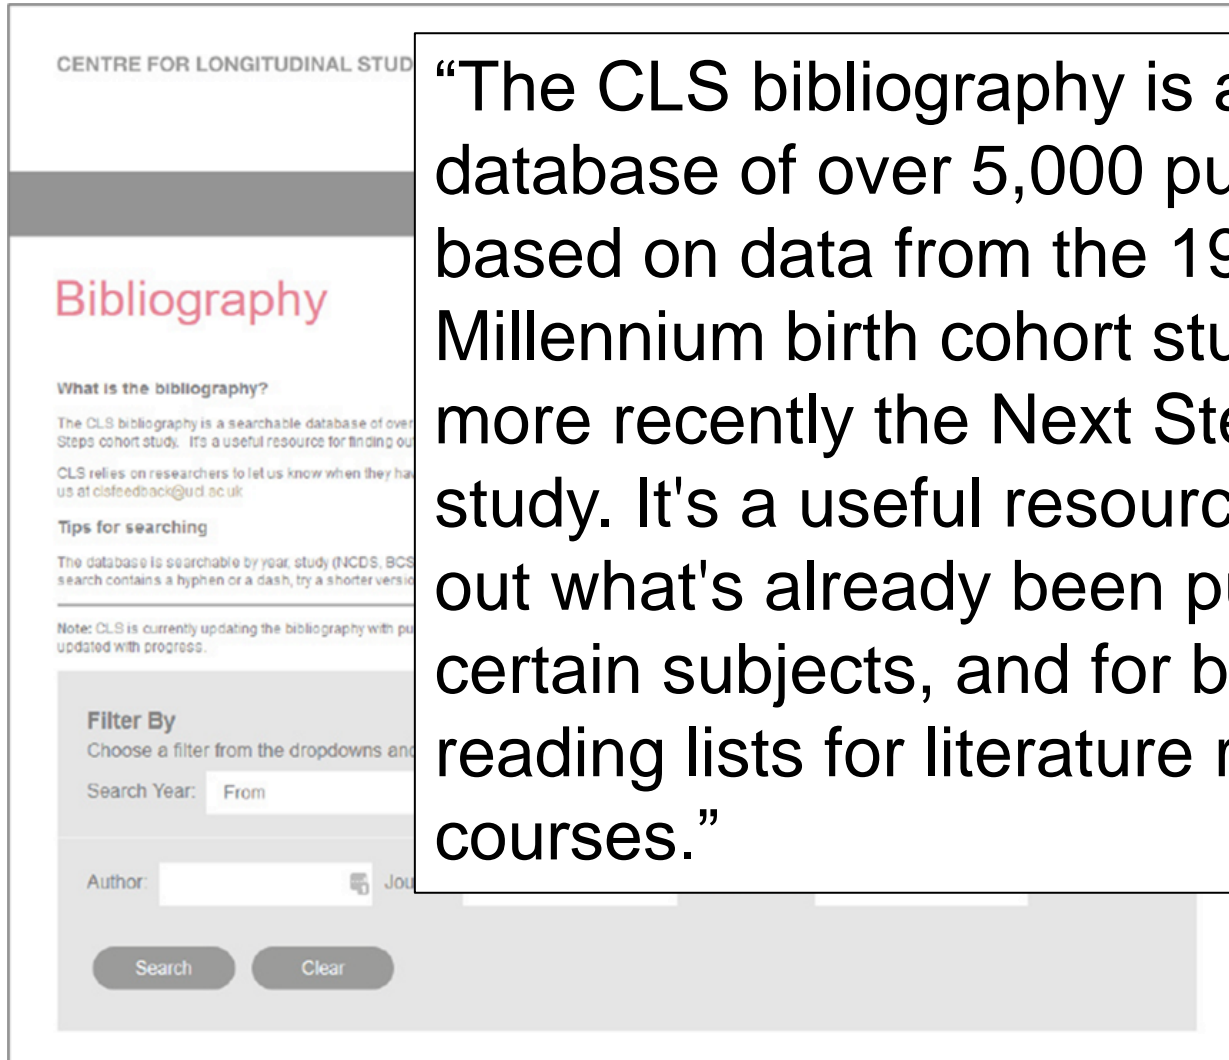 CENTRE FOR LONGITUDINAL STUD
“The CLS bibliography is a
database of over 5,000 pu
based on data from the 19
Millennium birth cohort stu
more recently the Next Ste
study. It's a useful resourc
out what's already been pu
certain subjects, and for b
reading lists for literature r
courses.”
Bibliography
What is the bibliography?
The CLS bibliography is a searchable database of over
Steps cohort study. It's a useful resource for finding ou
CLS relies on researchers to let us know when they hav
us at clsfeedback@ucl.ac.uk
Tips for searching
The database is searchable by year, study (NCDS, BCS
search contains a hyphen or a dash, try a shorter versio
Note: CLS is currently updating the bibliography with pu
updated with progress.
Filter By
Choose a filter from the dropdowns and
Search Year: From
Author: Jou
Search Clear